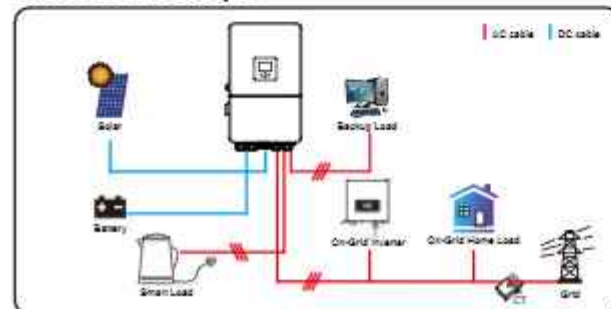 AC cable
DC cable
Solar
Backup Load
Battery
On-Grid Inverter
On-Grid Home Load
Smart Load
CT
Grid